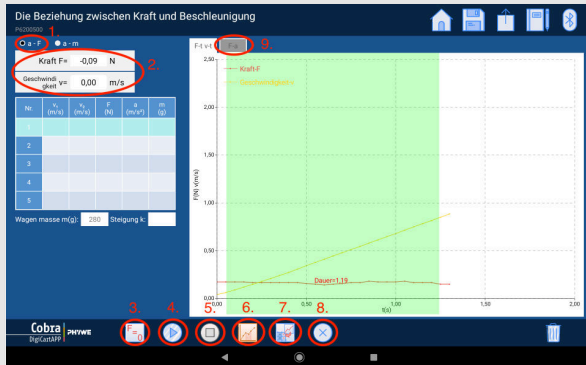 Die Beziehung zwischen Kraft und Beschleunigung
P6200500
1.
a - F a - m
Kraft F= -0,09 N
2.
Geschwindi
gkeit v= 0,00 m/s
Nr. v₁ (m/s) v₂ (m/s) F (N) a (m/s²) m (g)
1
2
3
4
5
Wagen masse m(g): 280 Steigung k:
F-t v-t F-a 9.
2,50
Kraft-F
Geschwindigkeit-v
2,00
1,50
F(N) v(m/s)
1,00
0,50
Dauer=1,19
0,00
0,00 0,50 1,00 1,50 2,00
t(s)
3. 4. 5. 6. 7. 8.
F=
0
Cobra
DigiCartAPP
PHYWE